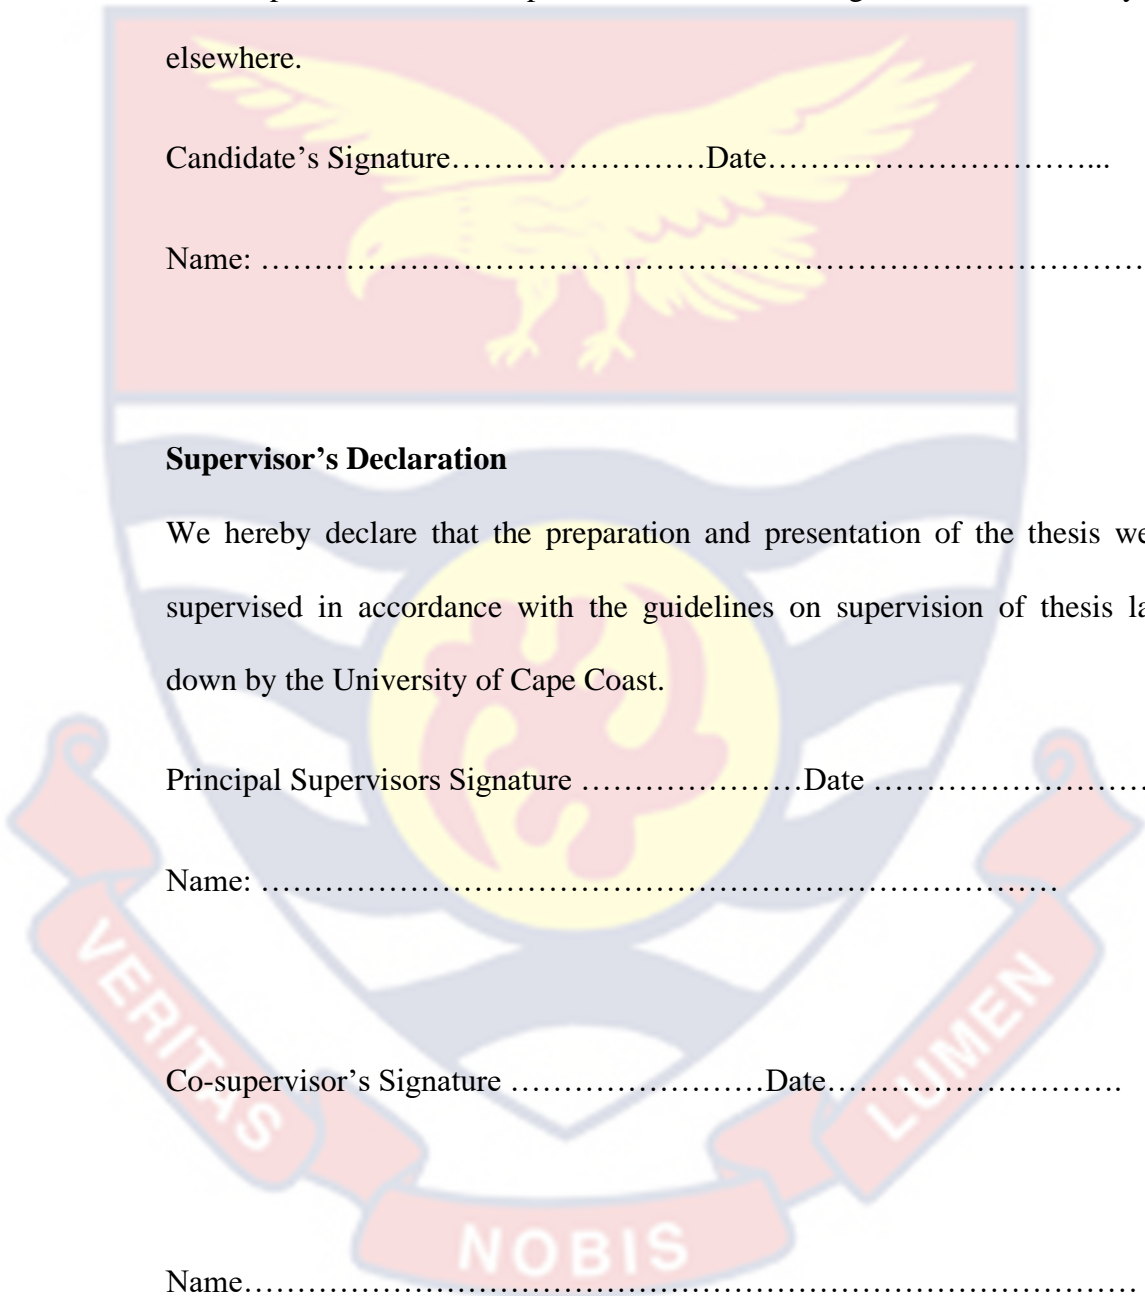 elsewhere.
Candidate’s Signature……………………Date…………………………...
Name: …………………………………………………………………………
Supervisor’s Declaration
We hereby declare that the preparation and presentation of the thesis we
supervised in accordance with the guidelines on supervision of thesis la
down by the University of Cape Coast.
Principal Supervisors Signature …………………Date ………………………
Name: …………………………………………………………………
Co-supervisor’s Signature ……………………Date……………………….
Name…………………………………………………………………………
VERITAS
NOBIS
LUMEN